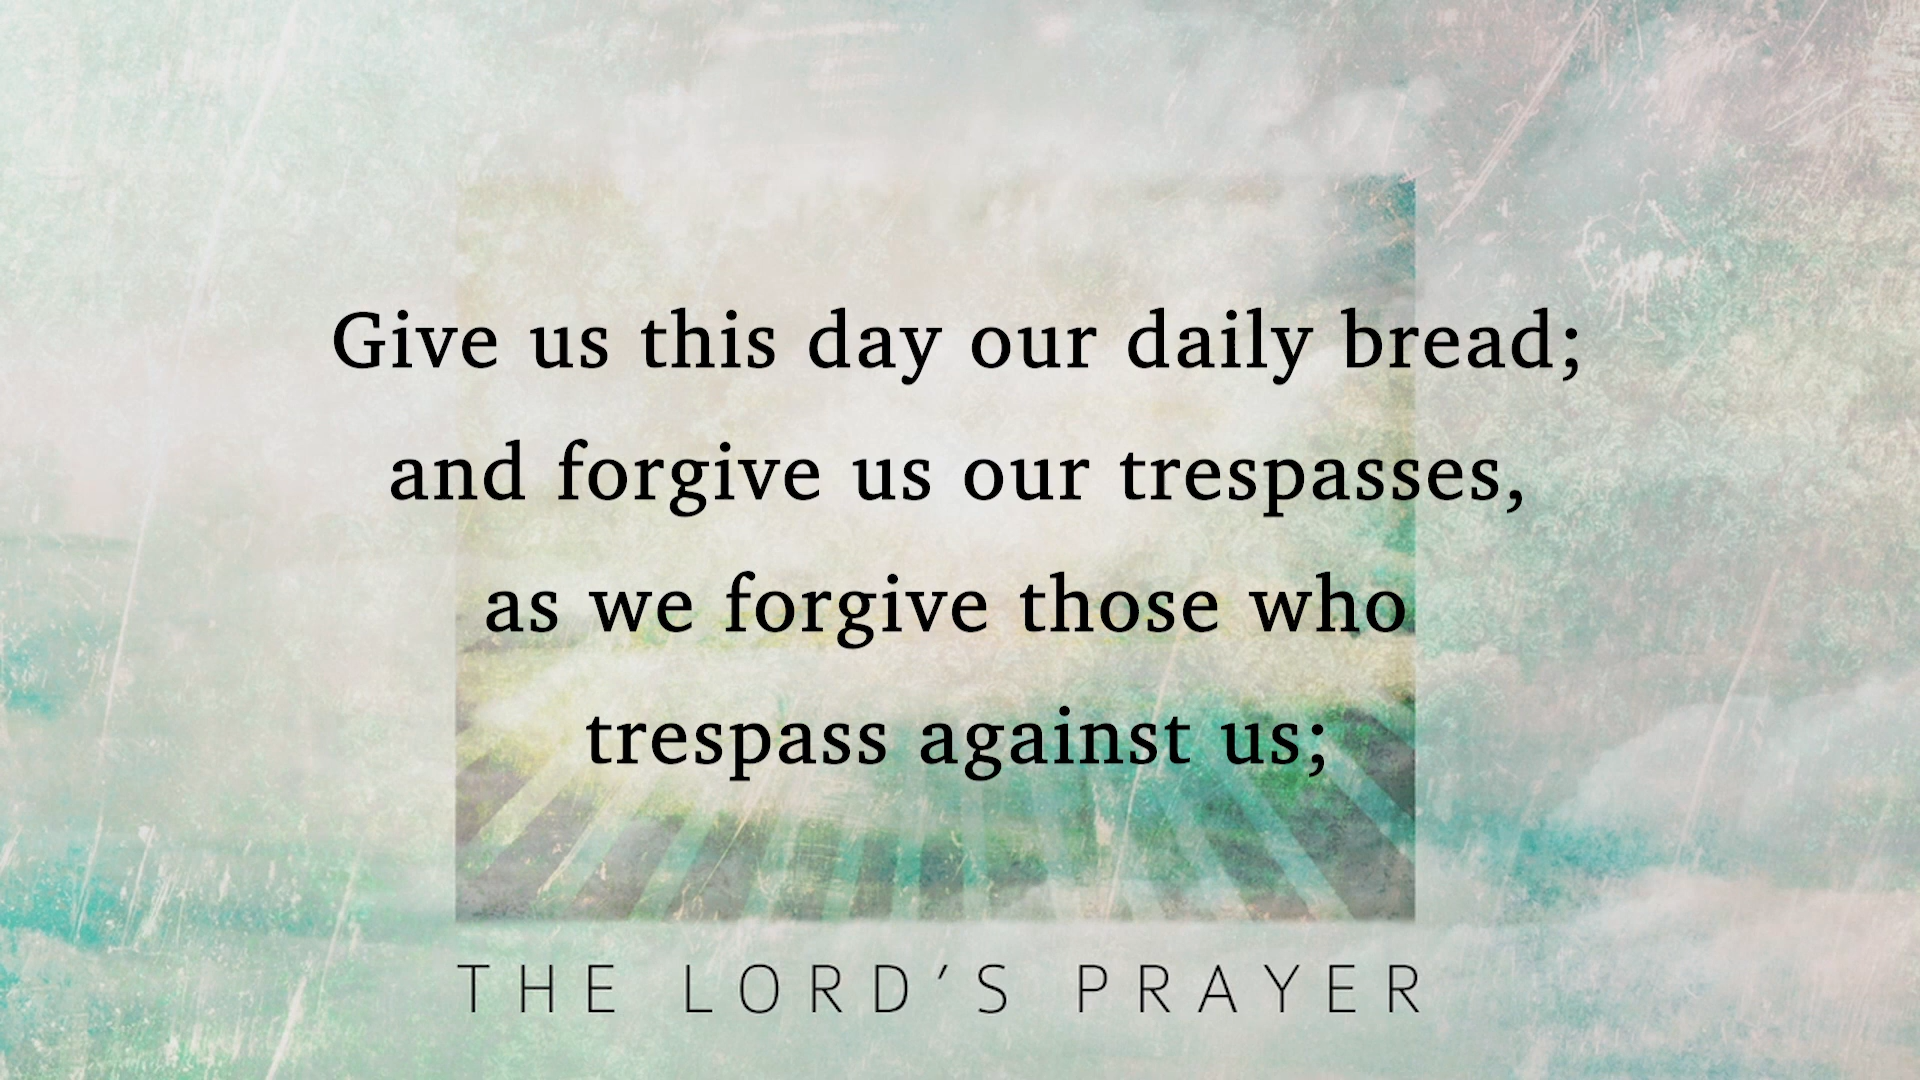 Give us this day our daily bread;
and forgive us our trespasses,
as we forgive those who
trespass against us;
THE LORD’S PRAYER